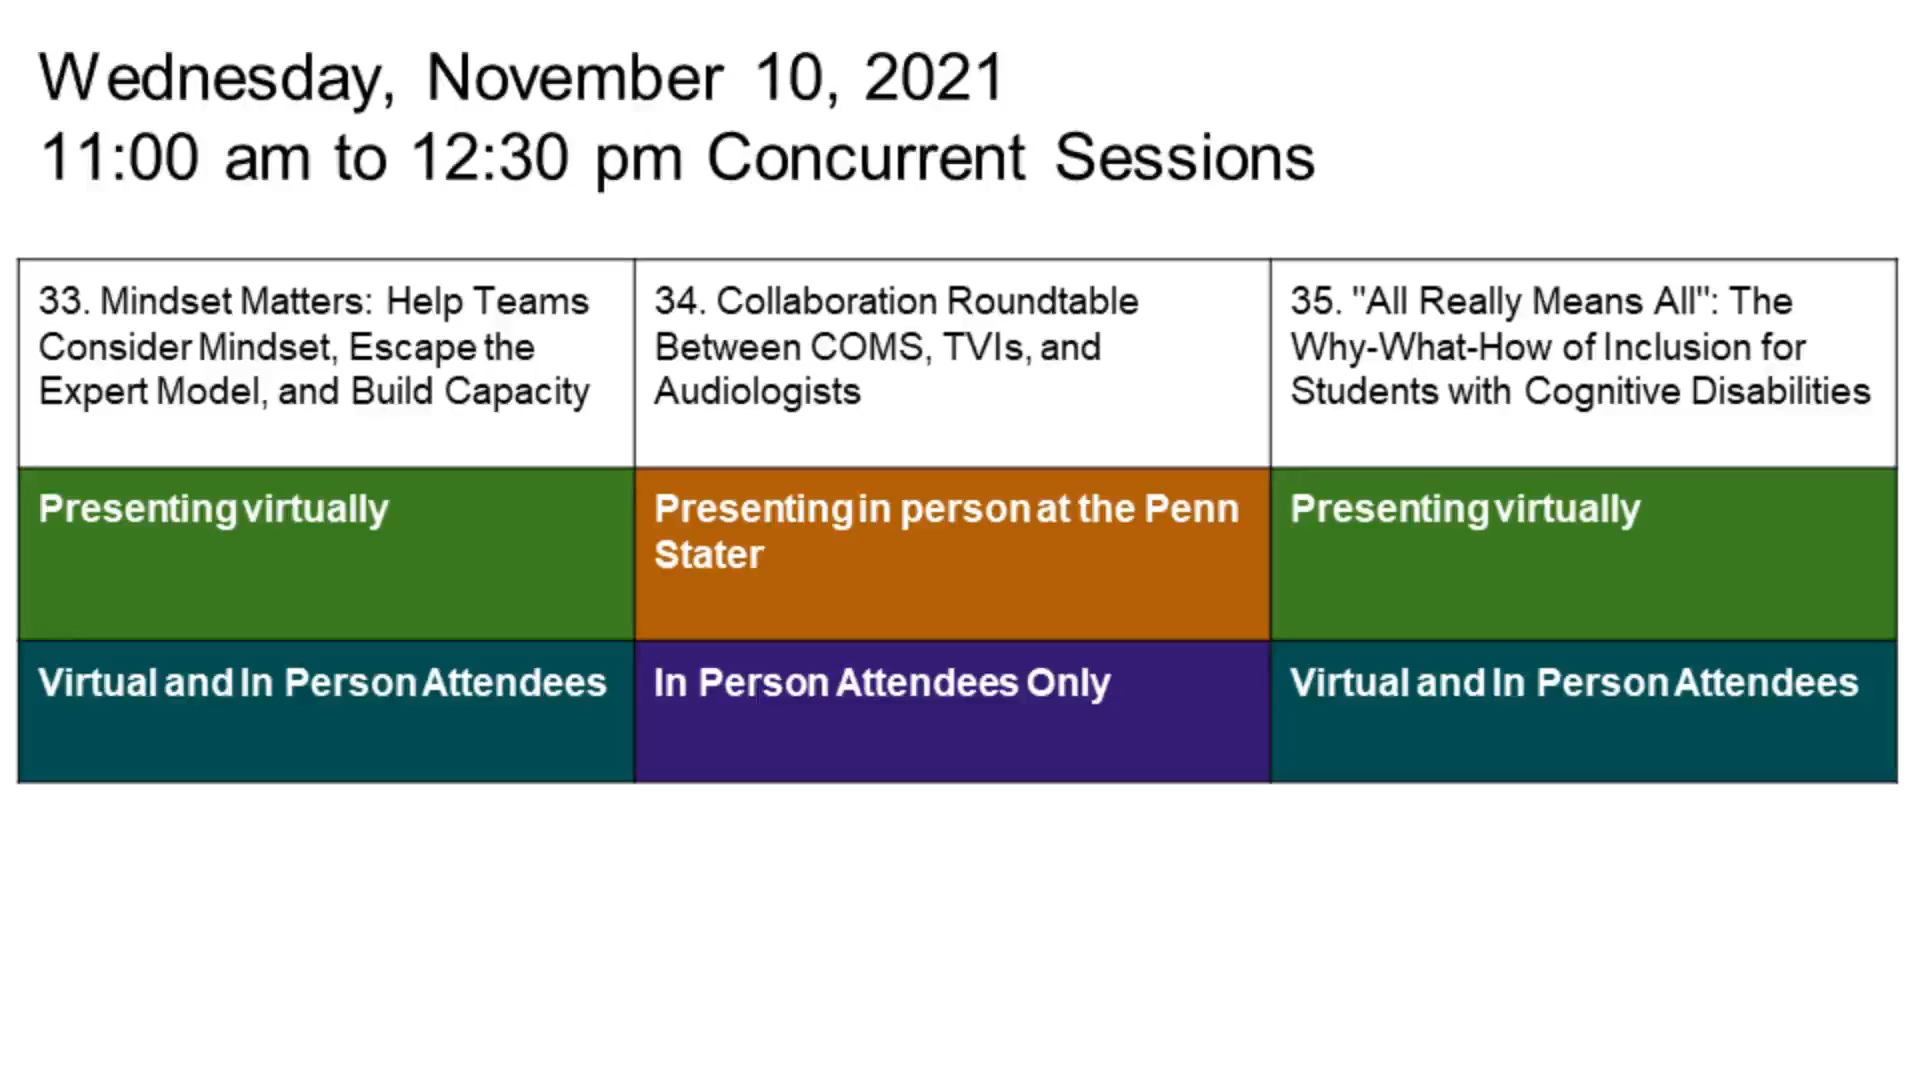 Wednesday, November 10, 2021
11:00 am to 12:30 pm Concurrent Sessions
33. Mindset Matters: Help Teams
Consider Mindset, Escape the
Expert Model, and Build Capacity
34. Collaboration Roundtable
Between COMS, TVIs, and
Audiologists
35. "All Really Means All": The
Why-What-How of Inclusion for
Students with Cognitive Disabilities
Presenting virtually
Presenting in person at the Penn
Stater
Presenting virtually
Virtual and In Person Attendees
In Person Attendees Only
Virtual and In Person Attendees